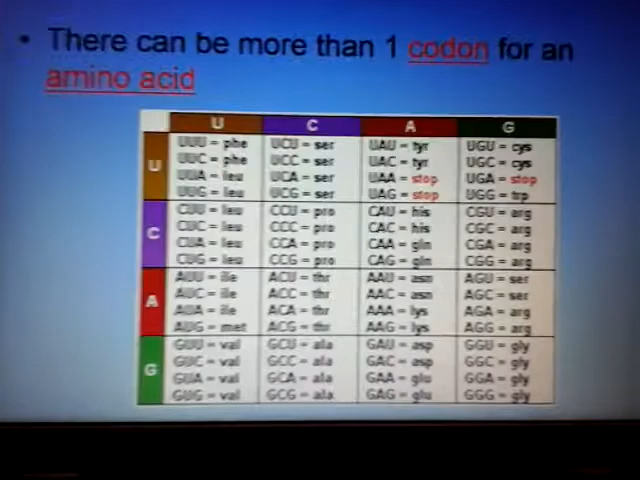 • There can be more than 1 codon for an
amino acid
U C A G
U
UUU = phe UCU = ser UAU = tyr UGU = cys
UUC = phe UCC = ser UAC = tyr UGC = cys
UUA = leu UCA = ser UAA = stop UGA = stop
UUG = leu UCG = ser UAG = stop UGG = trp
C
CUU = leu CCU = pro CAU = his CGU = arg
CUC = leu CCC = pro CAC = his CGC = arg
CUA = leu CCA = pro CAA = gln CGA = arg
CUG = leu CCG = pro CAG = gln CGG = arg
A
AUU = ile ACU = thr AAU = asn AGU = ser
AUC = ile ACC = thr AAC = asn AGC = ser
AUA = ile ACA = thr AAA = lys AGA = arg
AUG = met ACG = thr AAG = lys AGG = arg
G
GUU = val GCU = ala GAU = asp GGU = gly
GUC = val GCC = ala GAC = asp GGC = gly
GUA = val GCA = ala GAA = glu GGA = gly
GUG = val GCG = ala GAG = glu GGG = gly